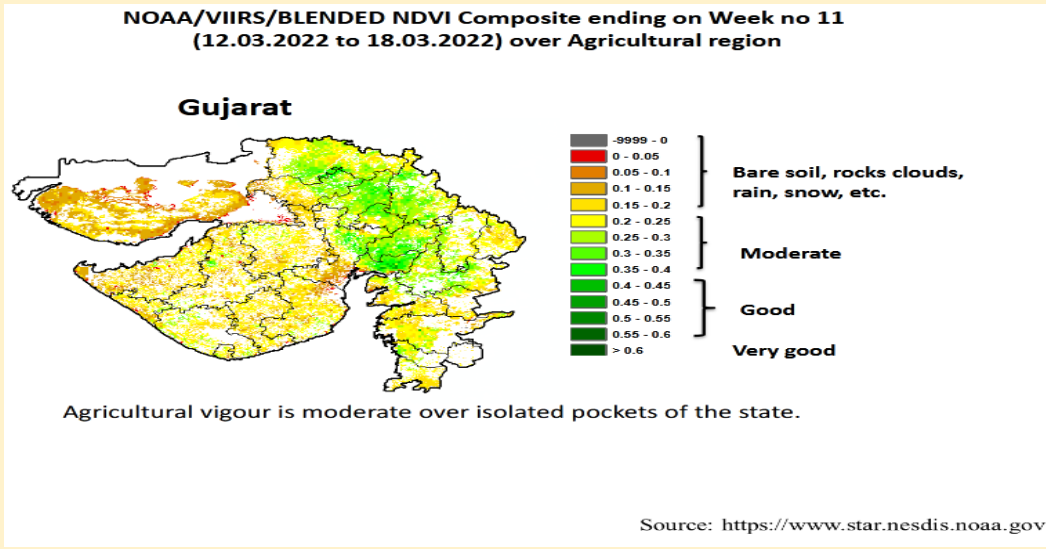 NOAA/VIIRS/BLENDED NDVI Composite ending on Week no 11
(12.03.2022 to 18.03.2022) over Agricultural region
Gujarat
-9999 - 0
0 - 0.05
0.05 - 0.1
0.1 - 0.15
0.15 - 0.2
0.2 - 0.25
0.25 - 0.3
0.3 - 0.35
0.35 - 0.4
0.4 - 0.45
0.45 - 0.5
0.5 - 0.55
0.55 - 0.6
> 0.6
Bare soil, rocks clouds,
rain, snow, etc.
Moderate
Good
Very good
Agricultural vigour is moderate over isolated pockets of the state.
Source: https://www.star.nesdis.noaa.gov